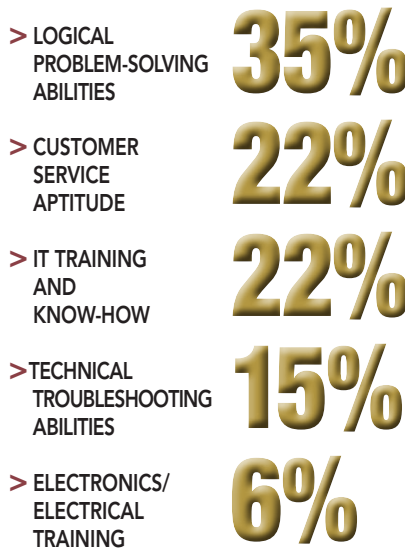 > LOGICAL
PROBLEM-SOLVING
ABILITIES
35%
> CUSTOMER
SERVICE
APTITUDE
22%
> IT TRAINING
AND
KNOW-HOW
22%
>TECHNICAL
TROUBLESHOOTING
ABILITIES
15%
> ELECTRONICS/
ELECTRICAL
TRAINING
6%